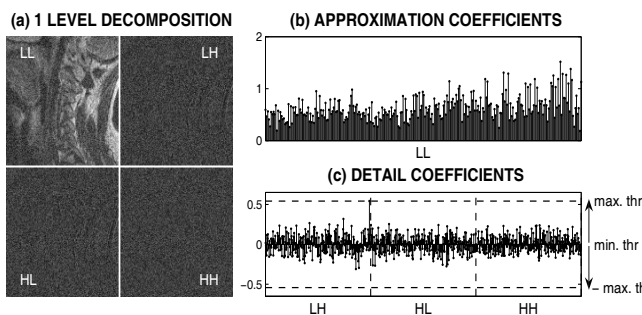 (a) 1 LEVEL DECOMPOSITION
LL
LH
HL
HH
(b) APPROXIMATION COEFFICIENTS
2
1
0
LL
(c) DETAIL COEFFICIENTS
0.5
0
−0.5
max. thr
min. thr
− max. th
LH
HL
HH